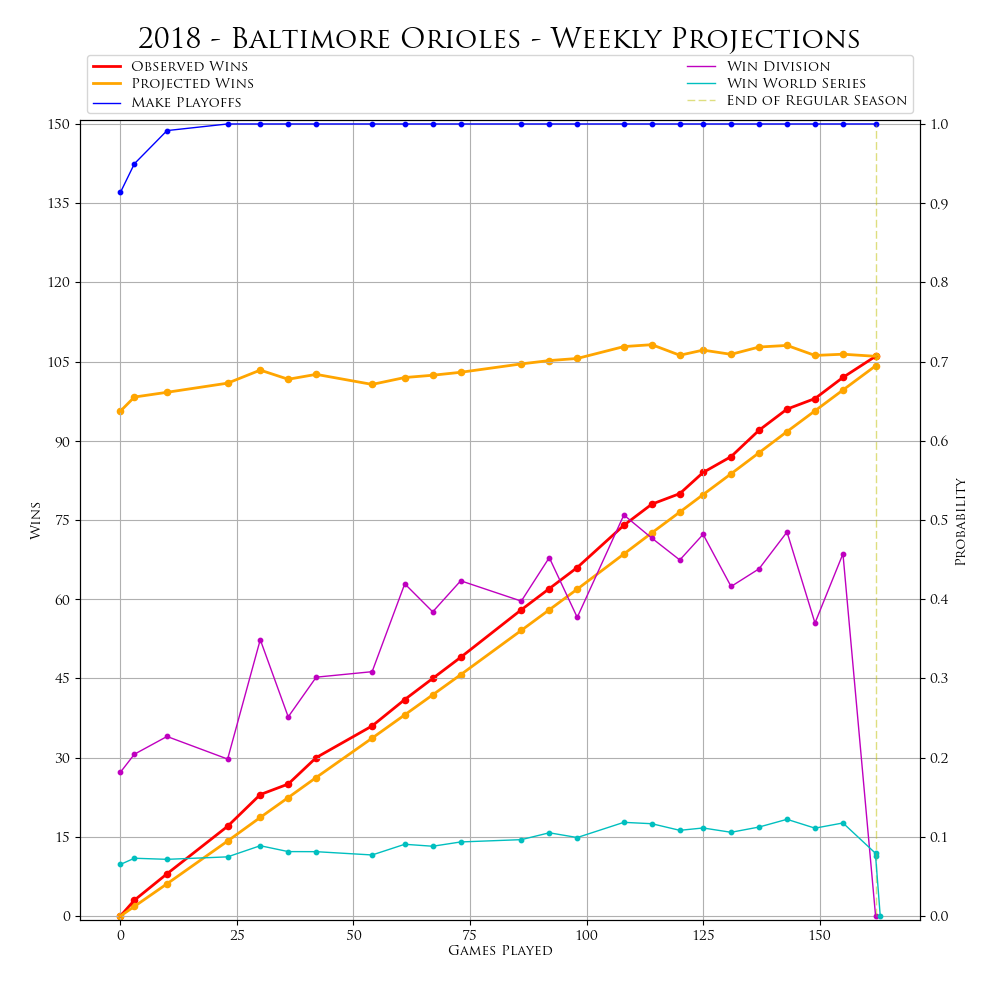 2018 - Baltimore Orioles - Weekly Projections
Observed Wins
Projected Wins
Make Playoffs
Win Division
Win World Series
End of Regular Season
150
135
120
105
90
75
60
45
30
15
0
Wins
1.0
0.9
0.8
0.7
0.6
0.5
0.4
0.3
0.2
0.1
0.0
Probability
0 25 50 75 100 125 150
Games Played